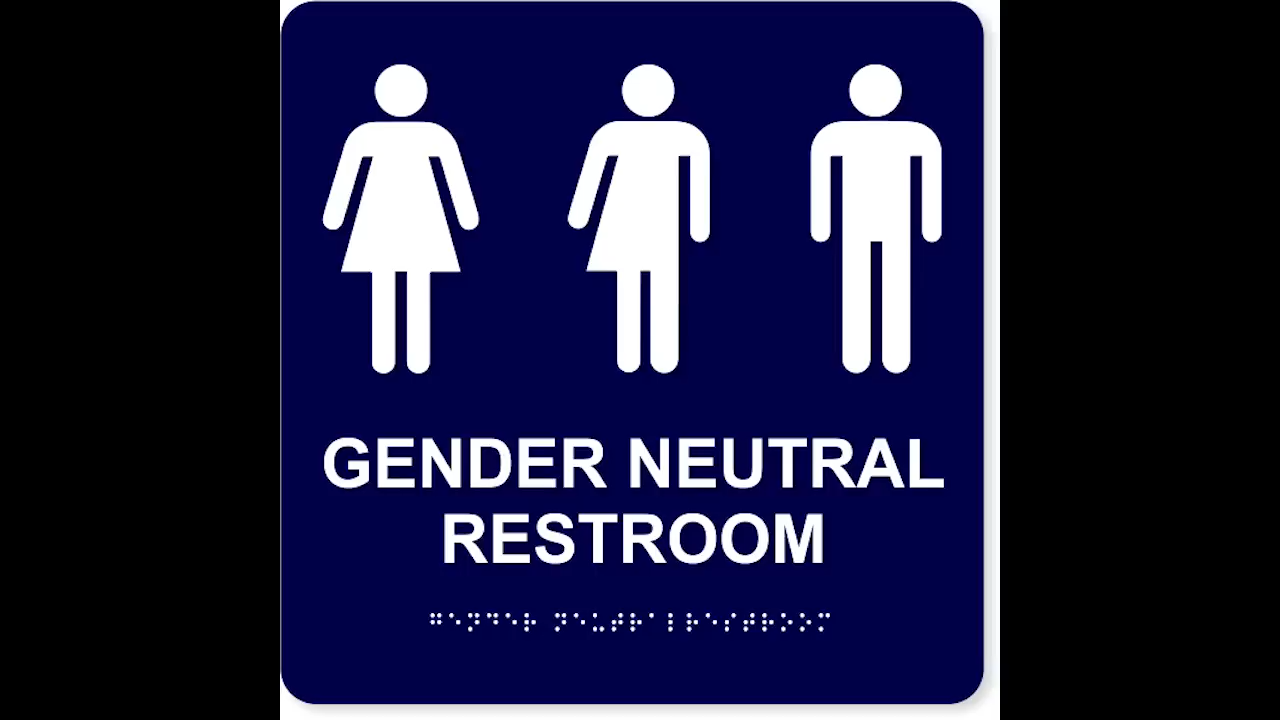 GENDER NEUTRAL
RESTROOM
⠛⠑⠝⠙⠑⠗ ⠝⠑⠥⠞⠗⠁⠇⠗⠑⠎⠞⠗⠕⠕⠍